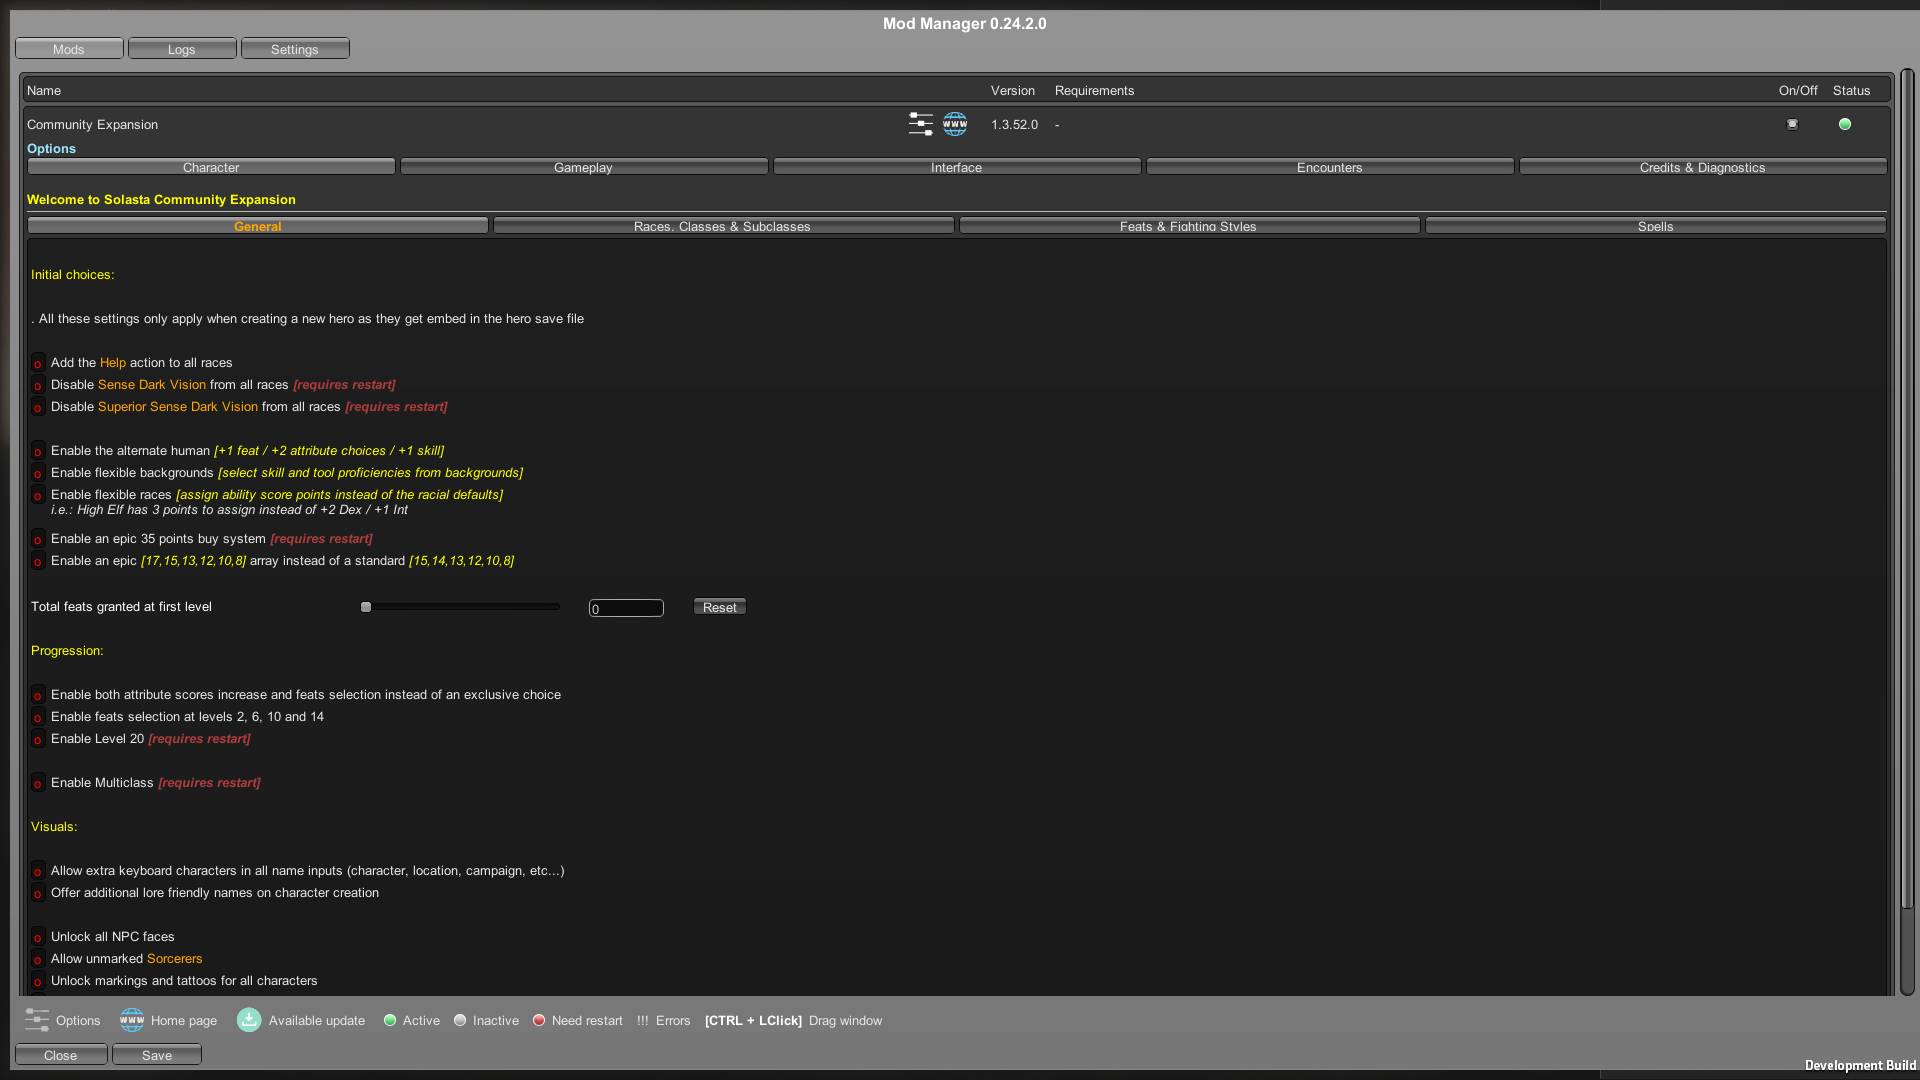 Mod Manager 0.24.2.0
Mods Logs Settings
Name Version Requirements On/Off Status
Community Expansion www 1.3.52.0 -
Options
Character Gameplay Interface Encounters Credits & Diagnostics
Welcome to Solasta Community Expansion
General Races, Classes & Subclasses Feats & Fighting Styles Spells
Initial choices:
. All these settings only apply when creating a new hero as they get embed in the hero save file
o Add the Help action to all races
o Disable Sense Dark Vision from all races [requires restart]
o Disable Superior Sense Dark Vision from all races [requires restart]
o Enable the alternate human [+1 feat / +2 attribute choices / +1 skill]
o Enable flexible backgrounds [select skill and tool proficiencies from backgrounds]
o Enable flexible races [assign ability score points instead of the racial defaults]
i.e.: High Elf has 3 points to assign instead of +2 Dex / +1 Int
o Enable an epic 35 points buy system [requires restart]
o Enable an epic [17,15,13,12,10,8] array instead of a standard [15,14,13,12,10,8]
Total feats granted at first level 0 Reset
Progression:
o Enable both attribute scores increase and feats selection instead of an exclusive choice
o Enable feats selection at levels 2, 6, 10 and 14
o Enable Level 20 [requires restart]
o Enable Multiclass [requires restart]
Visuals:
o Allow extra keyboard characters in all name inputs (character, location, campaign, etc...)
o Offer additional lore friendly names on character creation
o Unlock all NPC faces
o Allow unmarked Sorcerers
o Unlock markings and tattoos for all characters
Options www Home page Available update Active Inactive Need restart !!! Errors [CTRL + LClick] Drag window
Close Save
Development Build